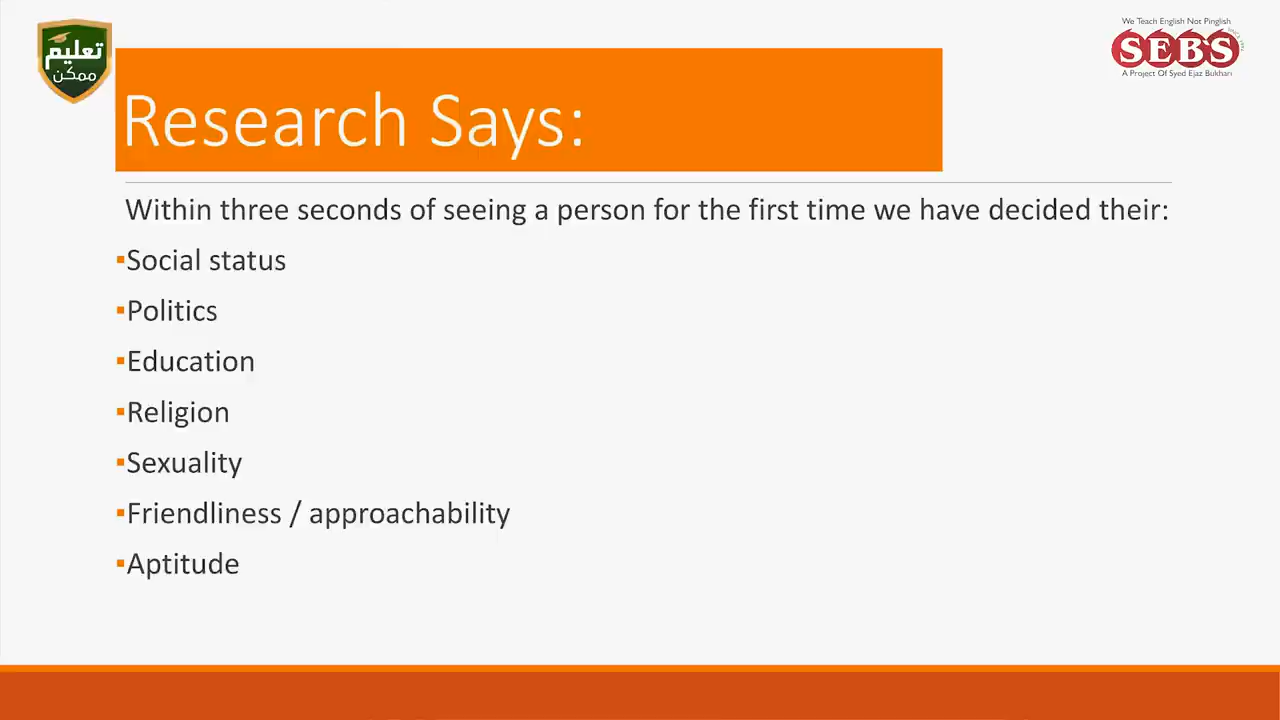 تعلیم
ممکن
We Teach English Not Pinglish
SEBS
A Project Of Syed Ejaz Bukhari
Research Says:
Within three seconds of seeing a person for the first time we have decided their:
▪Social status
▪Politics
▪Education
▪Religion
▪Sexuality
▪Friendliness / approachability
▪Aptitude